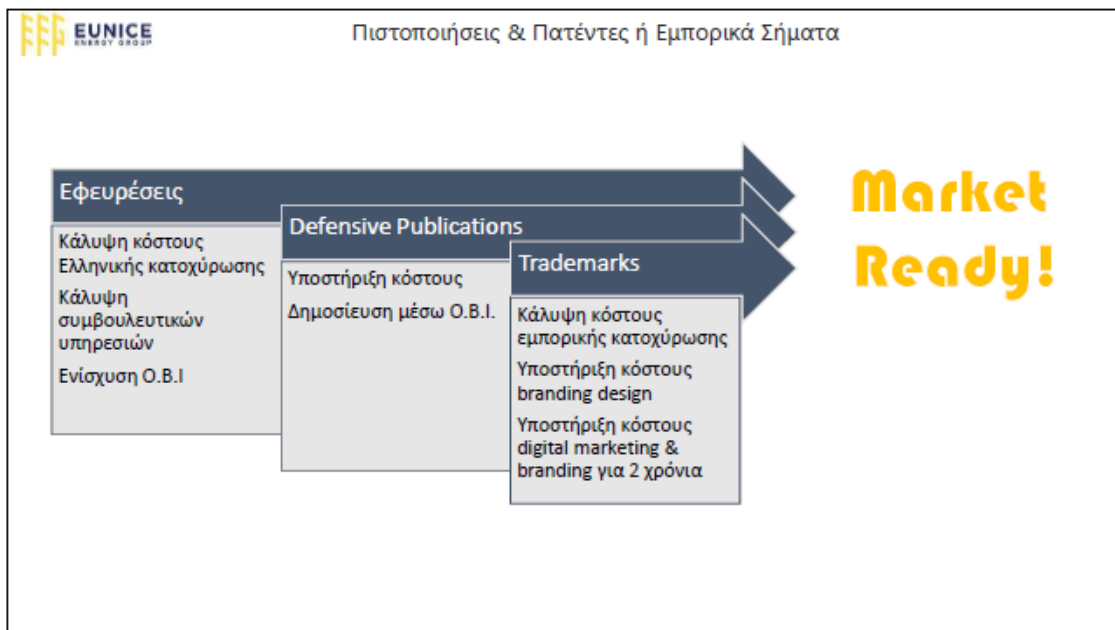 EUNICE
ENERGY GROUP
Πιστοποιήσεις & Πατέντες ή Εμπορικά Σήματα
Εφευρέσεις
Κάλυψη κόστους
Ελληνικής κατοχύρωσης
Κάλυψη
συμβουλευτικών
υπηρεσιών
Ενίσχυση Ο.Β.Ι
Defensive Publications
Υποστήριξη κόστους
Δημοσίευση μέσω Ο.Β.Ι.
Trademarks
Κάλυψη κόστους
εμπορικής κατοχύρωσης
Υποστήριξη κόστους
branding design
Υποστήριξη κόστους
digital marketing &
branding για 2 χρόνια
Market
Ready!